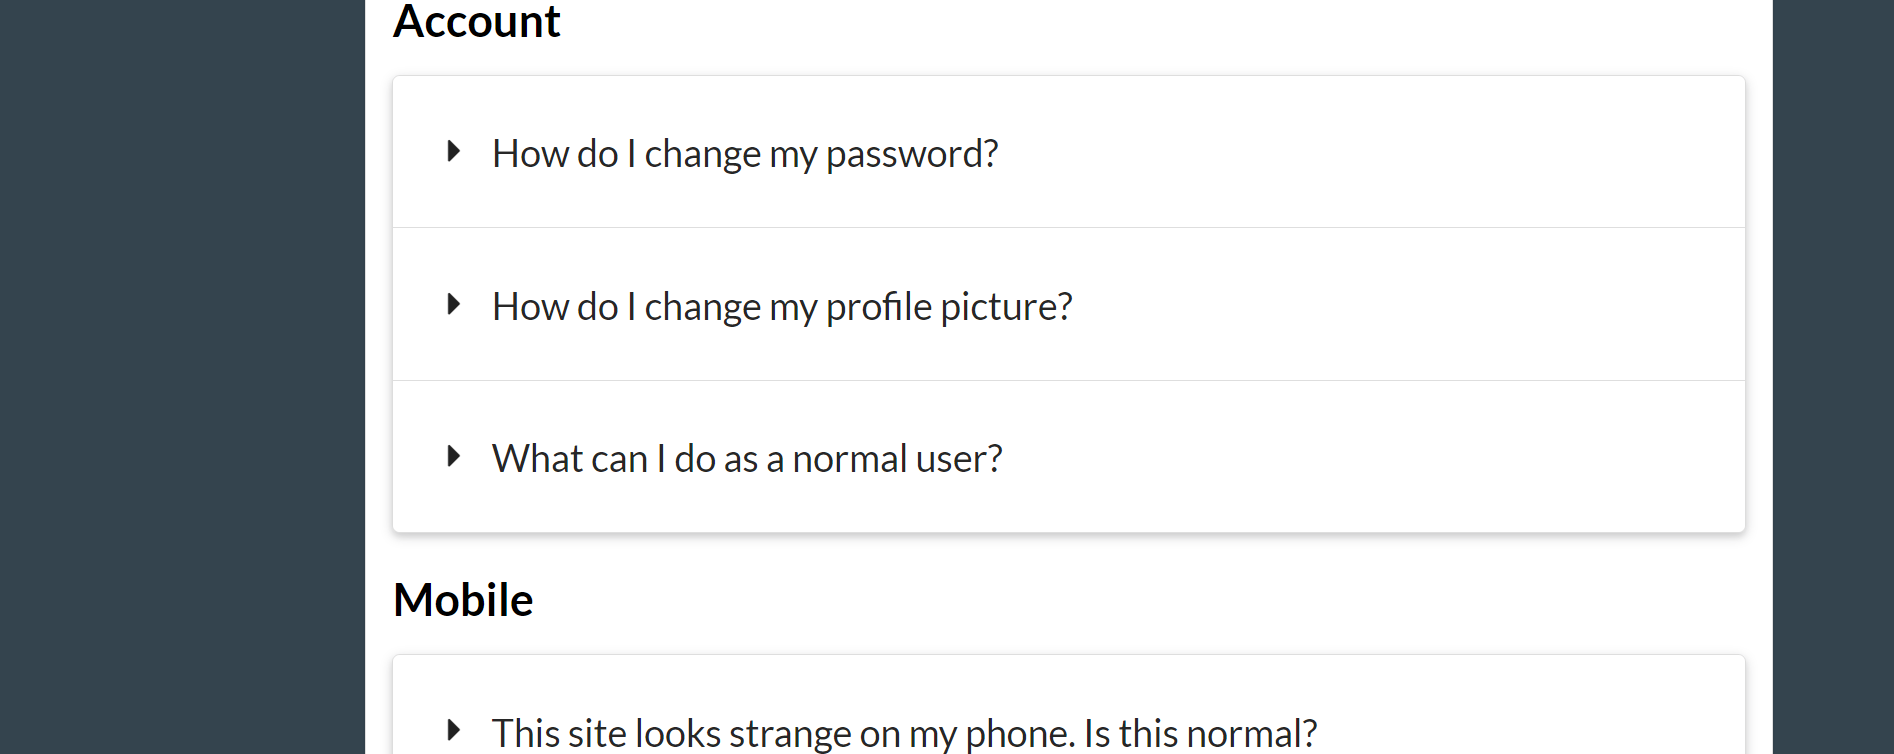 Account
How do I change my password?
How do I change my profile picture?
What can I do as a normal user?
Mobile
This site looks strange on my phone. Is this normal?